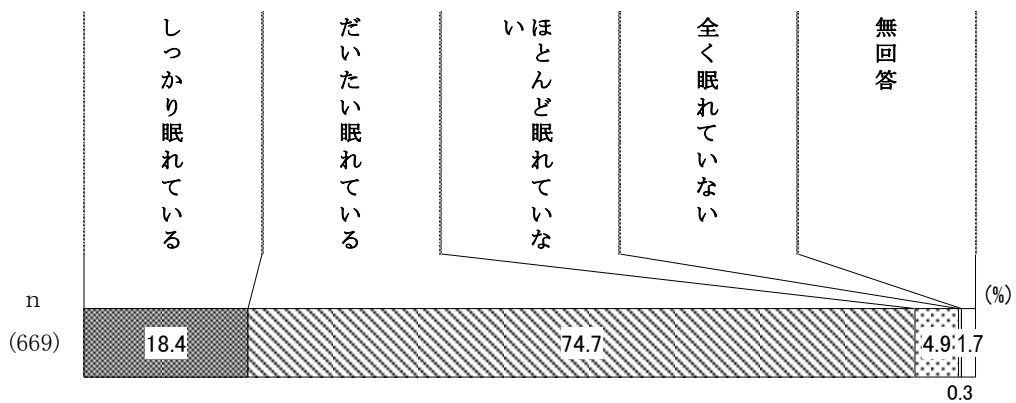 しっかり眠れている
だいたい眠れている
ほとんど眠れていな
い
全く眠れていない
無回答
(%)
n
(669)
18.4
74.7
4.9
1.7
0.3